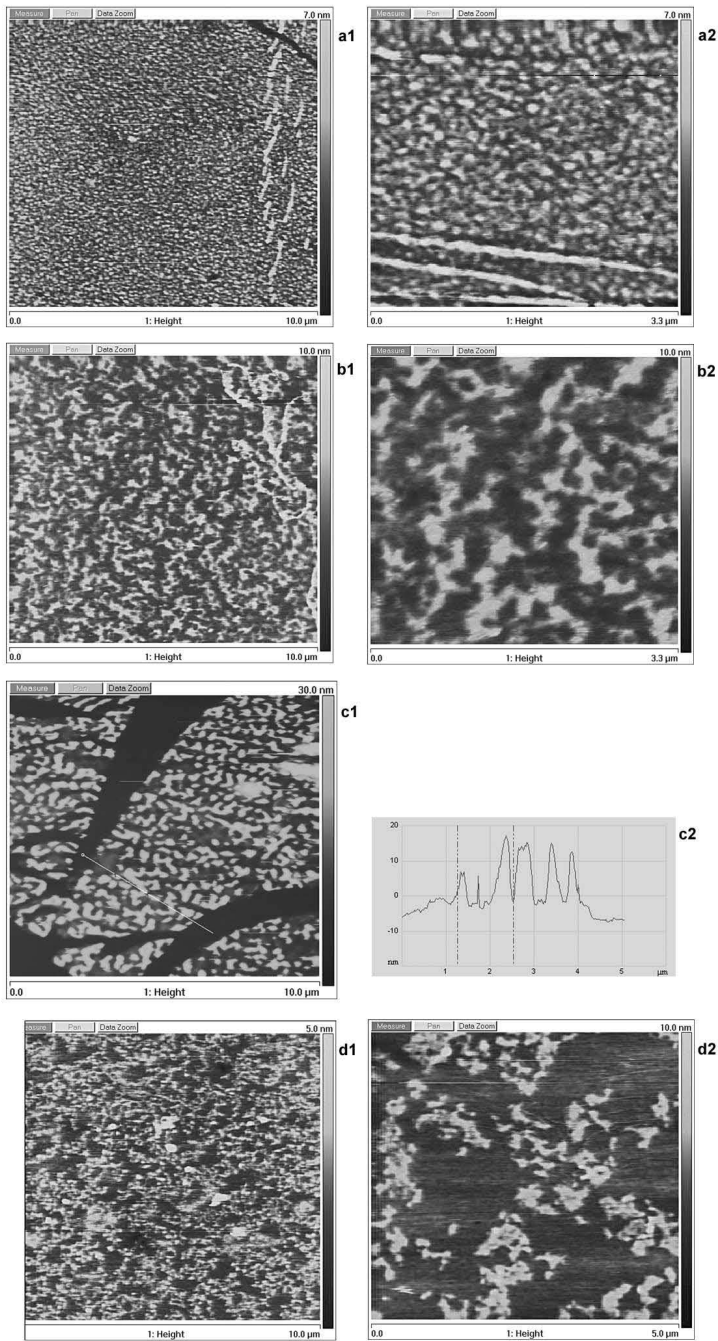 Measure Pan Data Zoom 7.0 nm
a1
0.0 1: Height 10.0 µm
Measure Pan Data Zoom 7.0 nm
a2
0.0 1: Height 3.3 µm
Measure Pan Data Zoom 10.0 nm
b1
0.0 1: Height 10.0 µm
Measure Pan Data Zoom 10.0 nm
b2
0.0 1: Height 3.3 µm
Measure Pan Data Zoom 30.0 nm
c1
0.0 1: Height 10.0 µm
c2
20
10
0
-10
nm 1 2 3 4 5 µm
easure Pan Data Zoom 5.0 nm
d1
1: Height 10.0 µm
Measure Pan Data Zoom 10.0 nm
d2
0.0 1: Height 5.0 µm